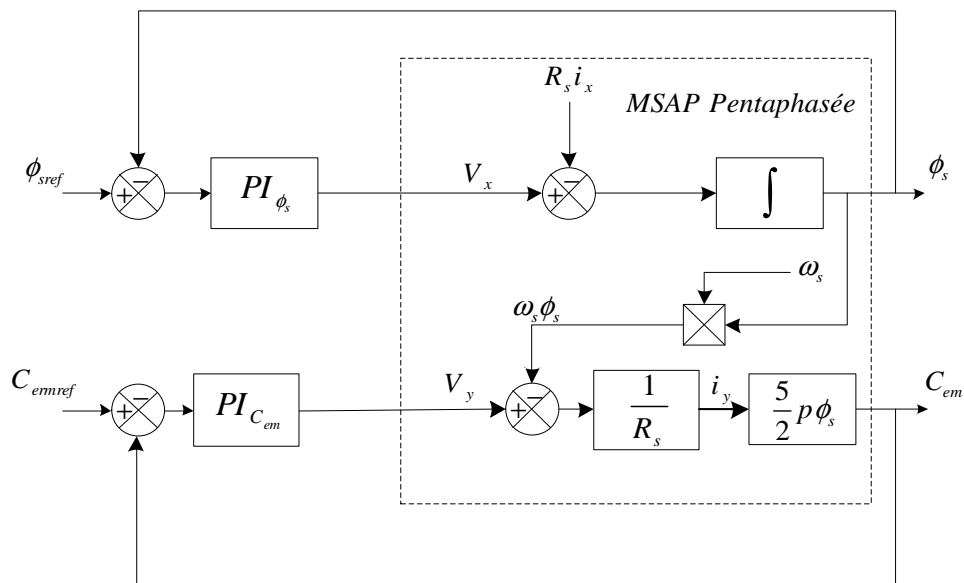 R_s i_x
MSAP Pentaphasée
ϕ_sref
+ −
PI_ϕs
V_x
+ −
∫
ϕ_s
ω_s
ω_s ϕ_s
C_ermref
+ −
PI_Cem
V_y
+ −
1/R_s
i_y
5/2 p ϕ_s
C_em